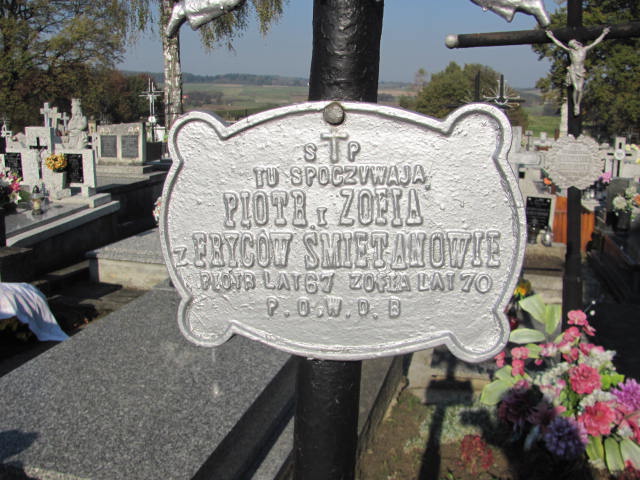 S†P
TU SPOCZYWAJĄ,
PIOTR i ZOFIA
z FRYCÓW ŚMIETANOWIE
PIOTR LAT 67 ZOFIA LAT 70
P.O.W.D.B